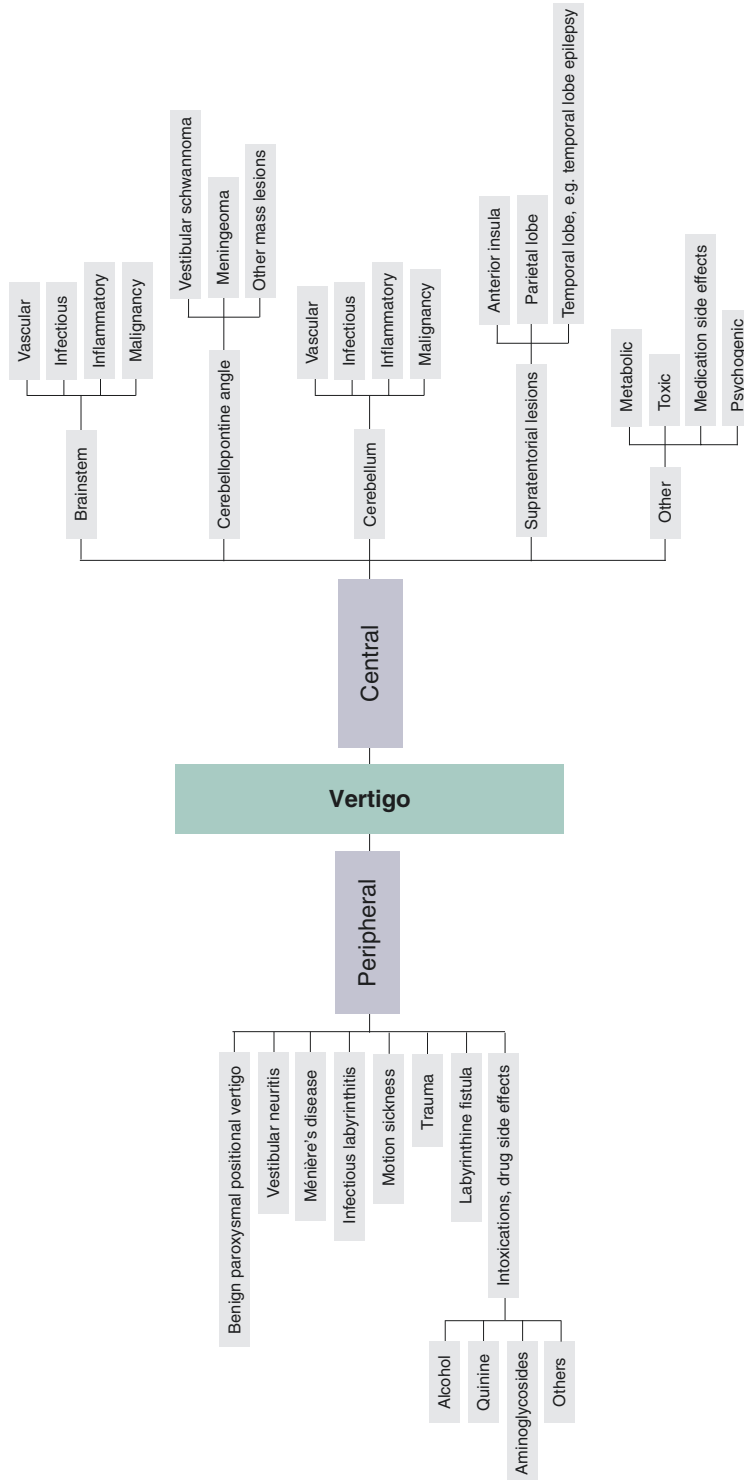 Vertigo
Peripheral
Benign paroxysmal positional vertigo
Vestibular neuritis
Ménière's disease
Infectious labyrinthitis
Motion sickness
Trauma
Labyrinthine fistula
Intoxications, drug side effects
Alcohol
Quinine
Aminoglycosides
Others
Central
Brainstem
Vascular
Infectious
Inflammatory
Malignancy
Cerebellopontine angle
Vestibular schwannoma
Meningeoma
Other mass lesions
Cerebellum
Vascular
Infectious
Inflammatory
Malignancy
Supratentorial lesions
Anterior insula
Parietal lobe
Temporal lobe, e.g. temporal lobe epilepsy
Other
Metabolic
Toxic
Medication side effects
Psychogenic